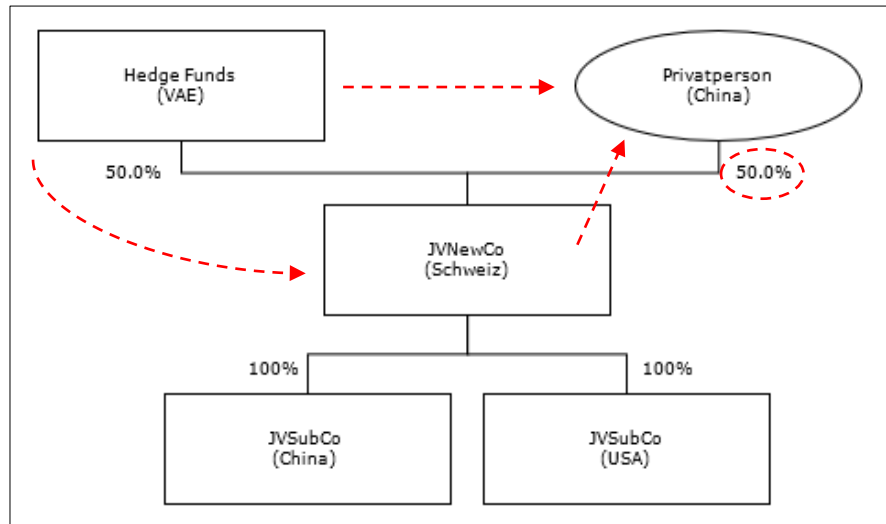 Hedge Funds
(VAE)
Privatperson
(China)
50.0%
50.0%
JVNewCo
(Schweiz)
100%
100%
JVSubCo
(China)
JVSubCo
(USA)